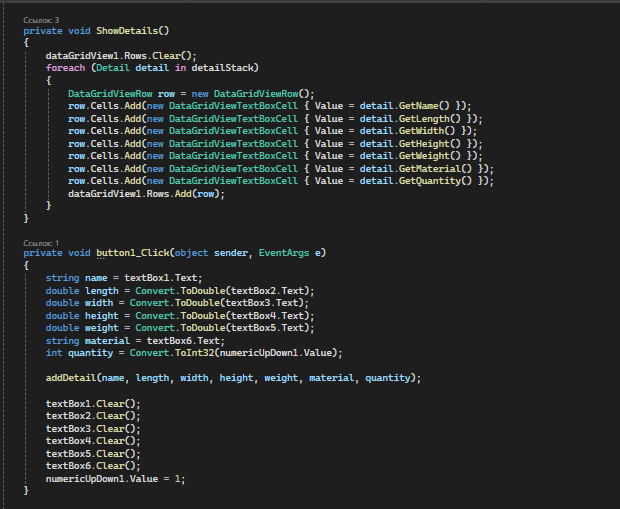 Ссылок: 3
private void ShowDetails()
{
dataGridView1.Rows.Clear();
foreach (Detail detail in detailStack)
{
DataGridViewRow row = new DataGridViewRow();
row.Cells.Add(new DataGridViewTextBoxCell { Value = detail.GetName() });
row.Cells.Add(new DataGridViewTextBoxCell { Value = detail.GetLength() });
row.Cells.Add(new DataGridViewTextBoxCell { Value = detail.GetWidth() });
row.Cells.Add(new DataGridViewTextBoxCell { Value = detail.GetHeight() });
row.Cells.Add(new DataGridViewTextBoxCell { Value = detail.GetWeight() });
row.Cells.Add(new DataGridViewTextBoxCell { Value = detail.GetMaterial() });
row.Cells.Add(new DataGridViewTextBoxCell { Value = detail.GetQuantity() });
dataGridView1.Rows.Add(row);
}
}
Ссылок: 1
private void button1_Click(object sender, EventArgs e)
{
string name = textBox1.Text;
double length = Convert.ToDouble(textBox2.Text);
double width = Convert.ToDouble(textBox3.Text);
double height = Convert.ToDouble(textBox4.Text);
double weight = Convert.ToDouble(textBox5.Text);
string material = textBox6.Text;
int quantity = Convert.ToInt32(numericUpDown1.Value);
addDetail(name, length, width, height, weight, material, quantity);
textBox1.Clear();
textBox2.Clear();
textBox3.Clear();
textBox4.Clear();
textBox5.Clear();
textBox6.Clear();
numericUpDown1.Value = 1;
}